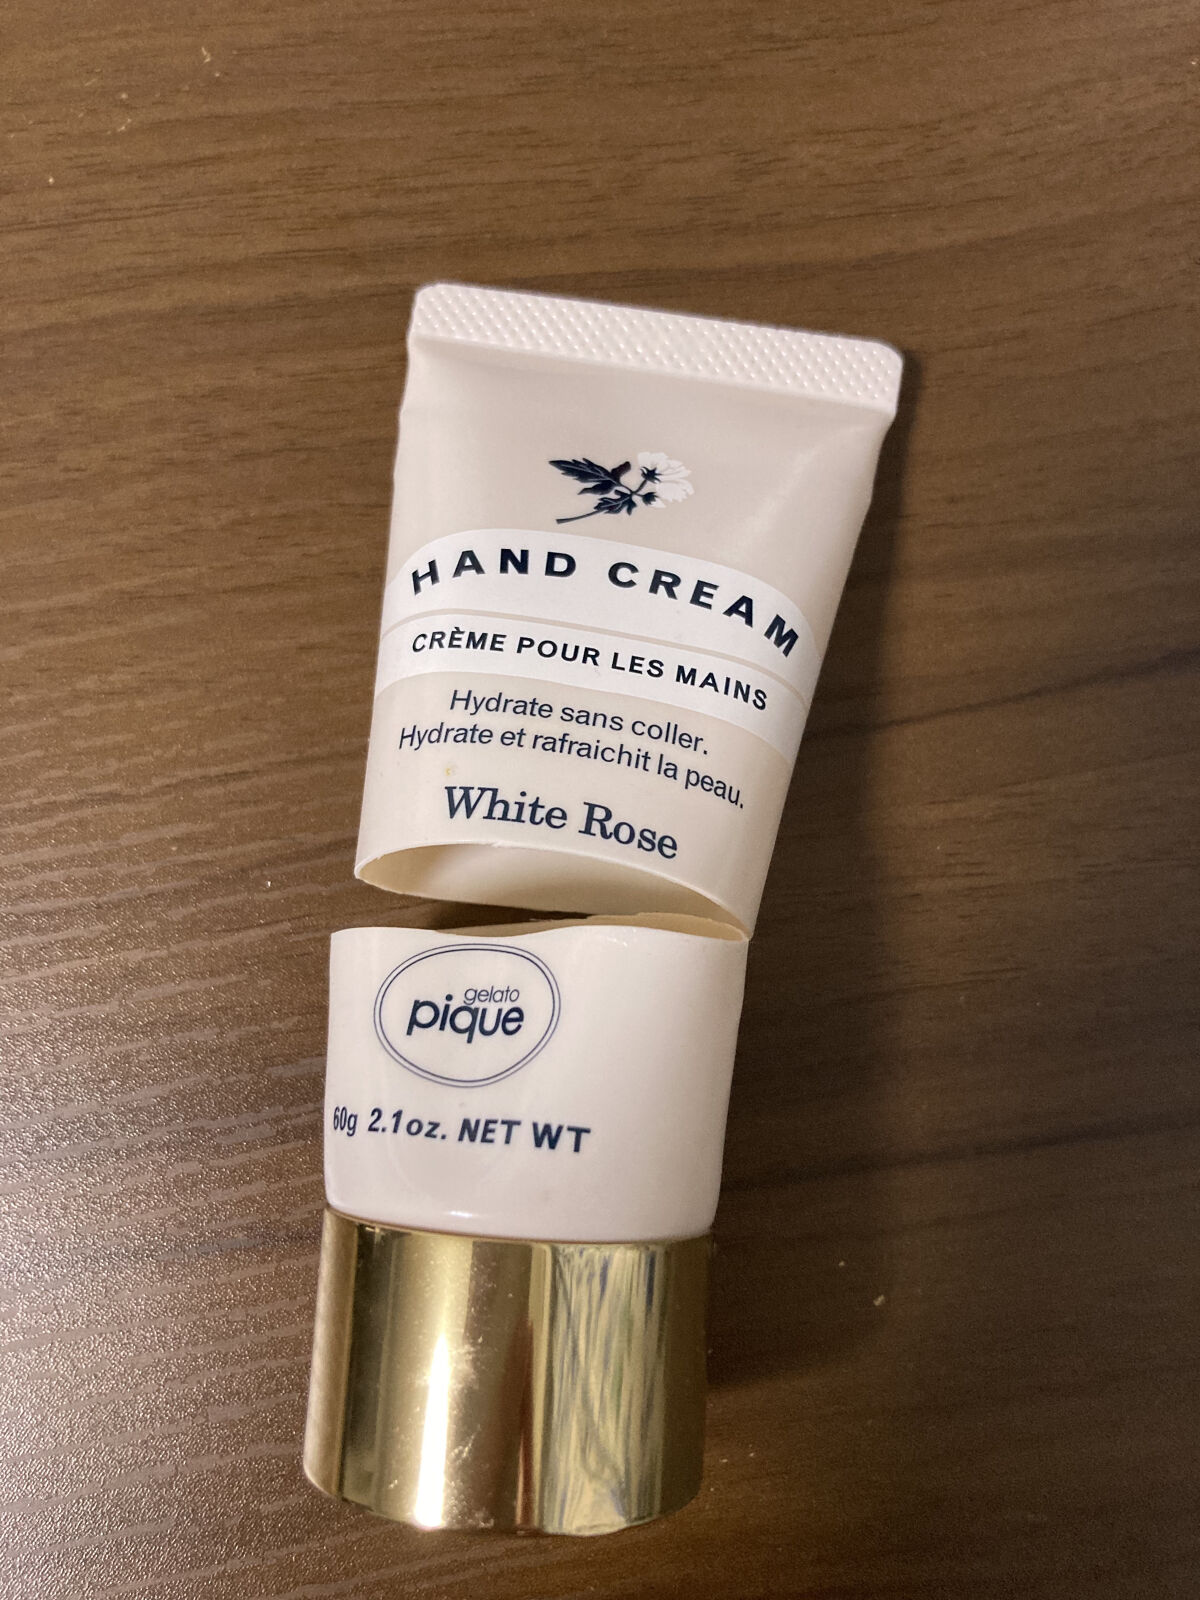 HAND CREAM
CRÈME POUR LES MAINS
Hydrate sans coller.
Hydrate et rafraichit la peau.
White Rose
gelato
pique
60g 2.1oz. NET WT